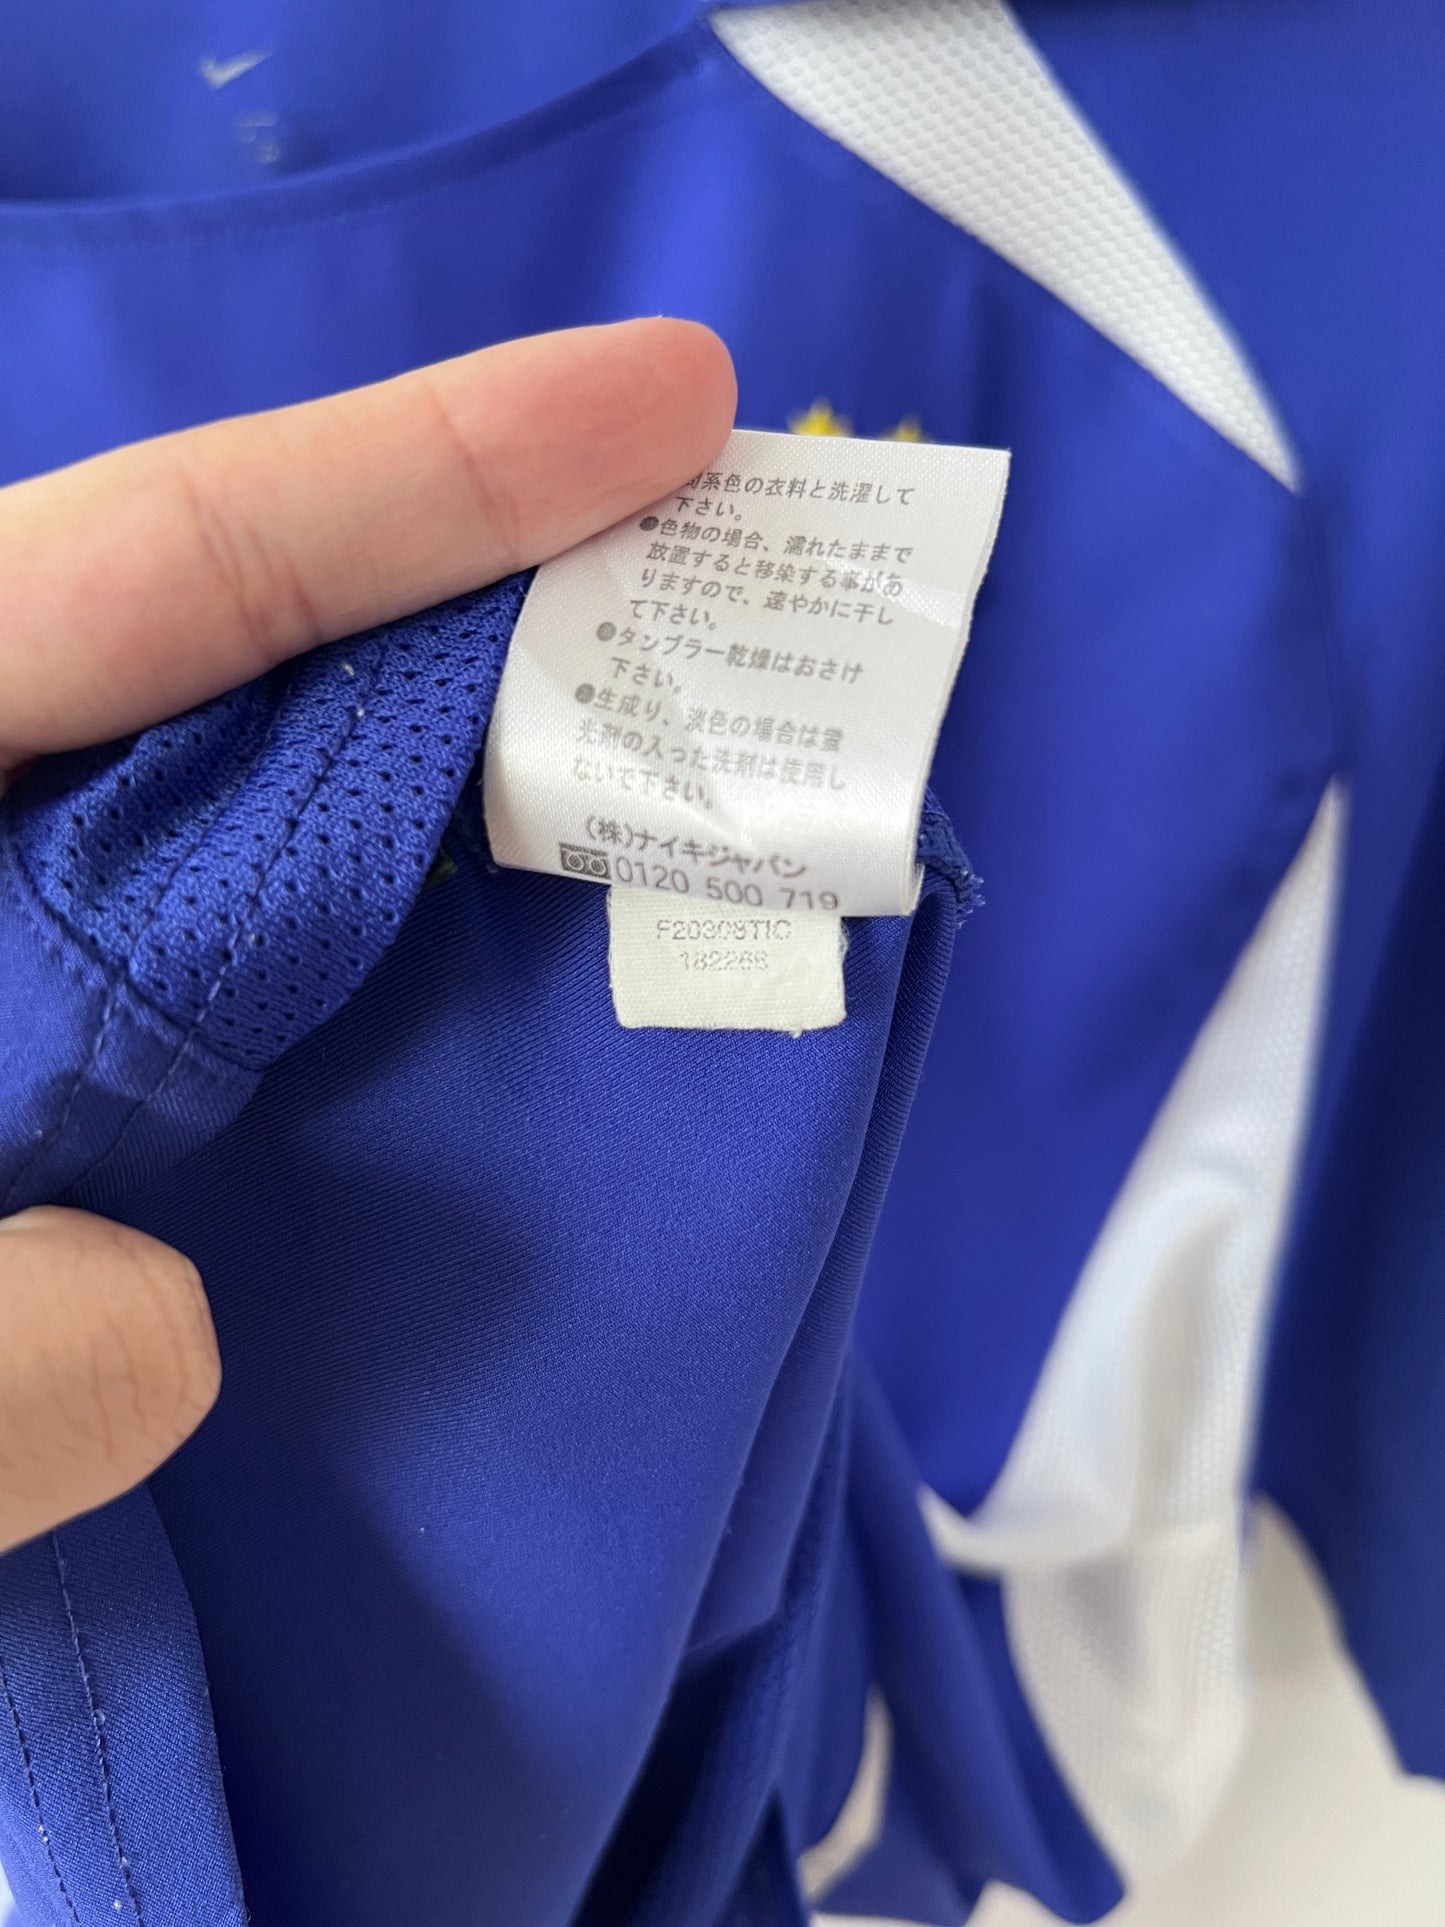 同系色の衣料と洗濯して
下さい。
●色物の場合、濡れたままで
放置すると移染する事があ
りますので、速やかに干し
て下さい。
●タンブラー乾燥はおさけ
下さい。
●生成り、淡色の場合は蛍
光剤の入った洗剤は使用し
ないで下さい。
(株)ナイキジャパン
0120 500 719
F20308TIC
182266